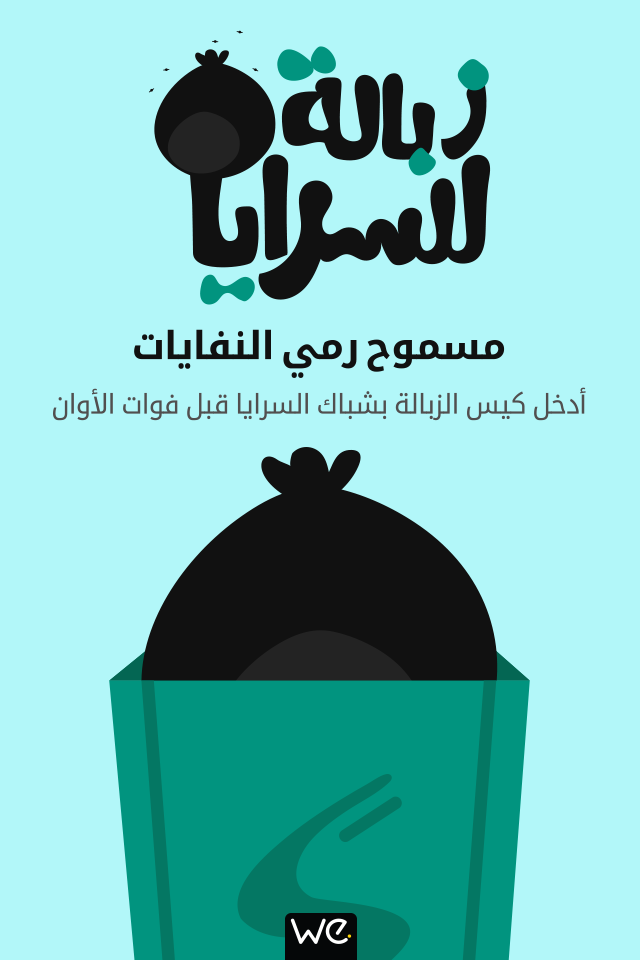 زبالة
للسرايا
مسموح رمي النفايات
أدخل كيس الزبالة بشباك السرايا قبل فوات الأوان
we